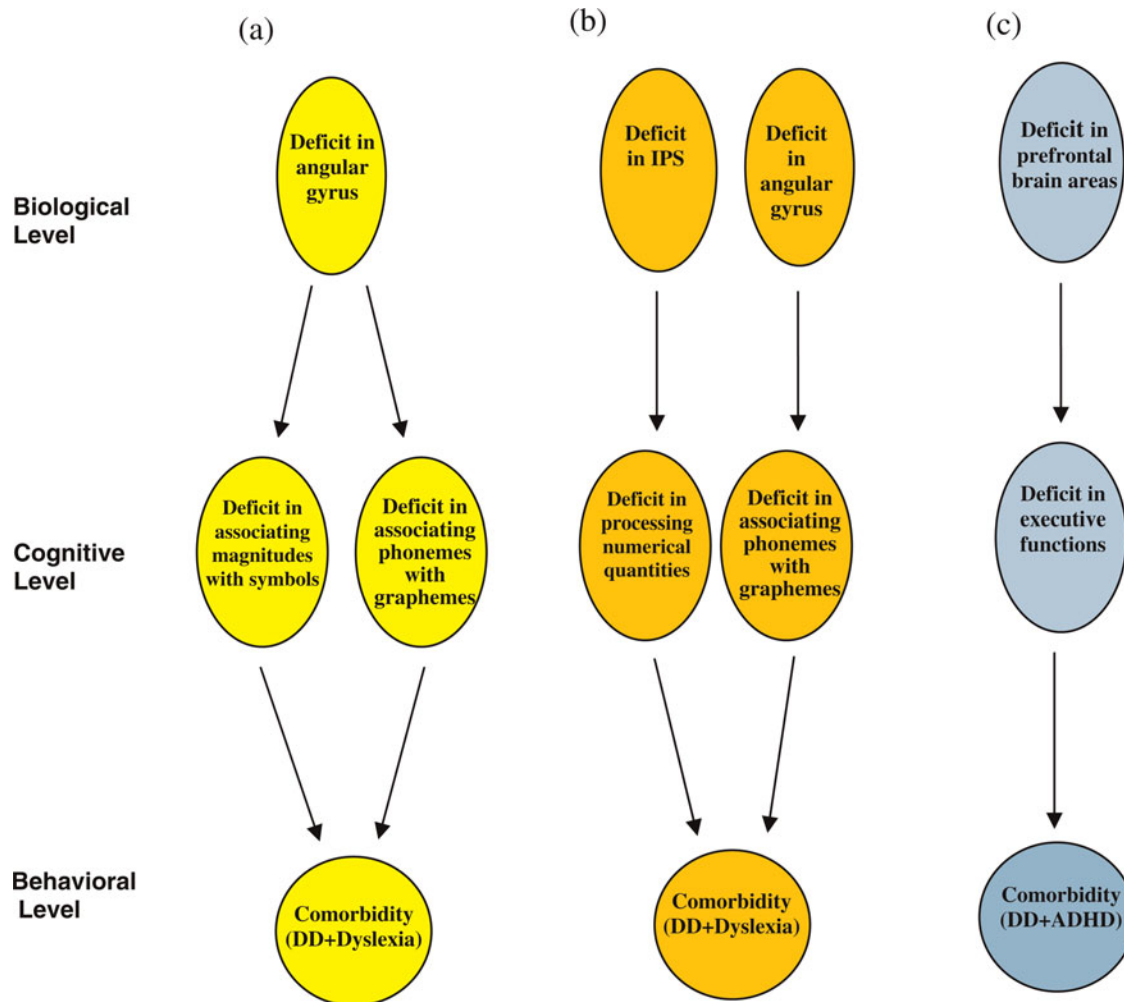 (a)
(b)
(c)
Biological
Level
Deficit in
angular
gyrus
Deficit
in IPS
Deficit
in
angular
gyrus
Deficit in
prefrontal
brain areas
Cognitive
Level
Deficit in
associating
magnitudes
with symbols
Deficit in
associating
phonemes
with
graphemes
Deficit in
processing
numerical
quantities
Deficit in
associating
phonemes
with
graphemes
Deficit in
executive
functions
Behavioral
Level
Comorbidity
(DD+Dyslexia)
Comorbidity
(DD+Dyslexia)
Comorbidity
(DD+ADHD)